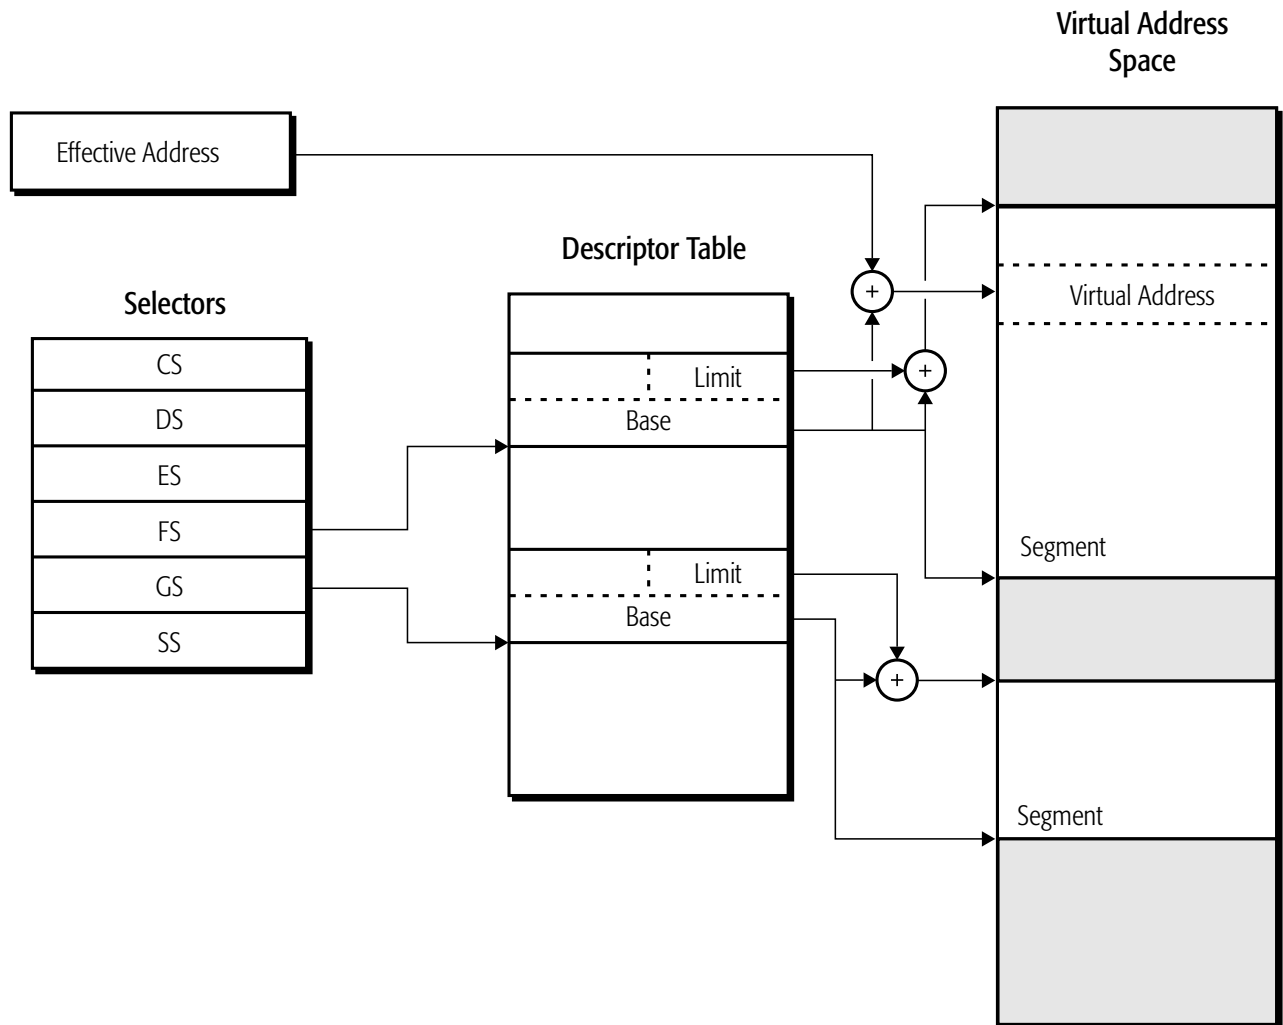 Virtual Address
Space
Effective Address
Descriptor Table
Selectors
CS
DS
ES
FS
GS
SS
Limit
Base
Limit
Base
+
+
+
Virtual Address
Segment
Segment